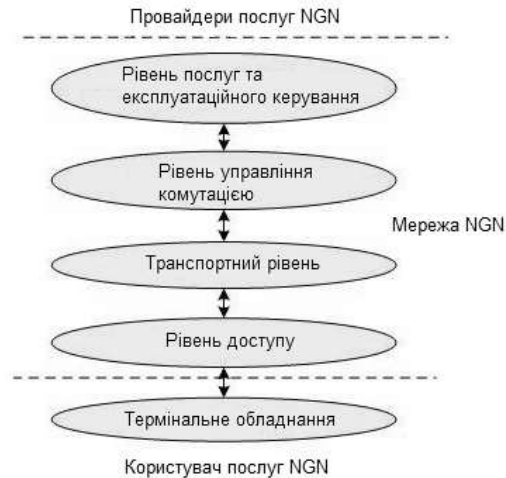 Провайдери послуг NGN
Рівень послуг та
експлуатаційного керування
Рівень управління
комутацією
Мережа NGN
Транспортний рівень
Рівень доступу
Термінальне обладнання
Користувач послуг NGN